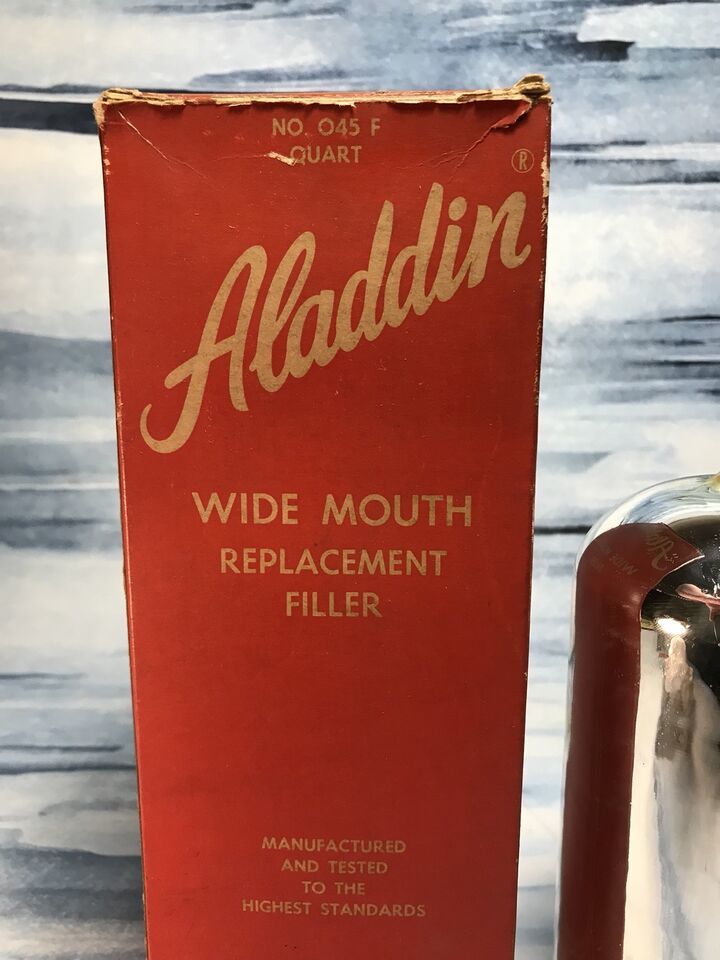 NO. 045 F
QUART
Aladdin®
WIDE MOUTH
REPLACEMENT
FILLER
MANUFACTURED
AND TESTED
TO THE
HIGHEST STANDARDS